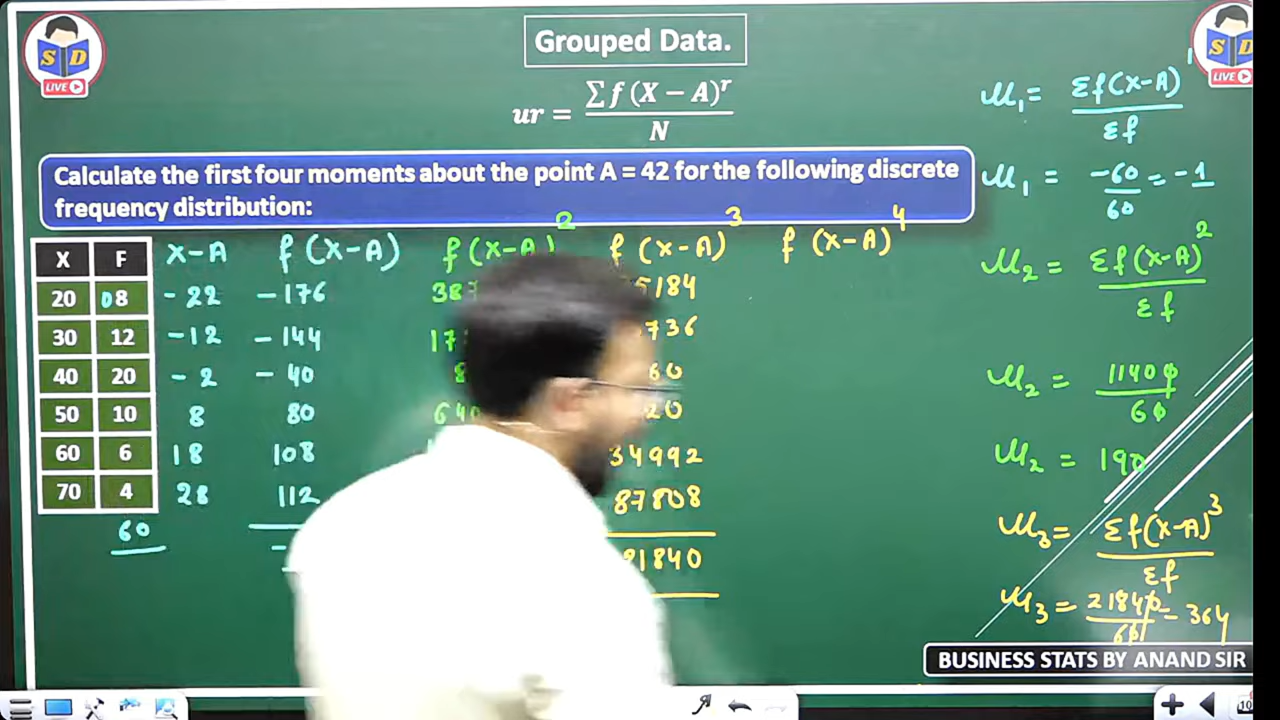 S D
LIVE
Grouped Data.
S D
LIVE
ur = ∑f (X − A)^r / N
Calculate the first four moments about the point A = 42 for the following discrete
frequency distribution:
X F X-A f (X-A) f (X-A)^2 f (X-A)^3 f (X-A)^4
20 08 -22 -176
30 12 -12 -144
40 20 -2 -40
50 10 8 80
60 6 18 108 34992
70 4 28 112 87808
60
μ1 = Σf(X-A)^1 / Σf
μ1 = -60/60 = -1
μ2 = Σf(X-A)^2 / Σf
μ2 = 11400/60
μ2 = 190
μ3 = Σf(X-A)^3 / Σf
μ3 = 21840/60 = 364
BUSINESS STATS BY ANAND SIR